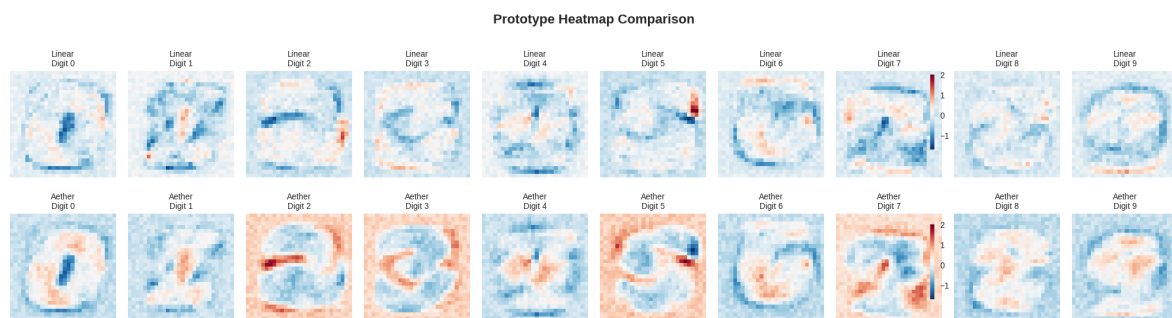 Prototype Heatmap Comparison
Linear
Digit 0
Linear
Digit 1
Linear
Digit 2
Linear
Digit 3
Linear
Digit 4
Linear
Digit 5
Linear
Digit 6
Linear
Digit 7
Linear
Digit 8
Linear
Digit 9
2
1
0
−1
Aether
Digit 0
Aether
Digit 1
Aether
Digit 2
Aether
Digit 3
Aether
Digit 4
Aether
Digit 5
Aether
Digit 6
Aether
Digit 7
Aether
Digit 8
Aether
Digit 9
2
1
0
−1